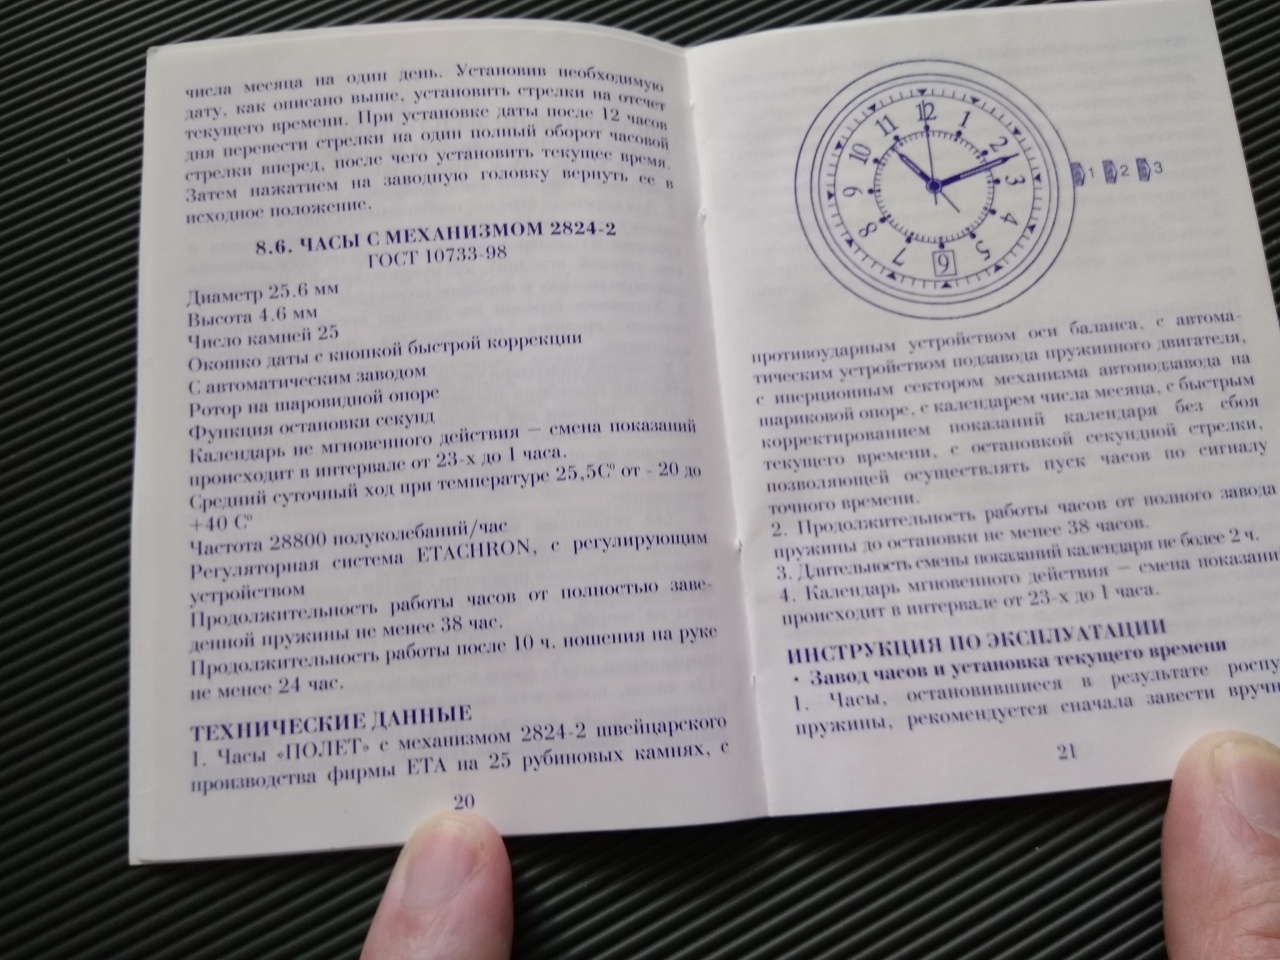 числа месяца на один день. Установив необходимую
дату, как описано выше, установить стрелки на отсчет
текущего времени. При установке даты после 12 часов
дня перевести стрелки на один полный оборот часовой
стрелки вперед, после чего установить текущее время.
Затем нажатием на заводную головку вернуть ее в
исходное положение.
8.6. ЧАСЫ С МЕХАНИЗМОМ 2824-2
ГОСТ 10733-98
Диаметр 25.6 мм
Высота 4.6 мм
Число камней 25
Окошко даты с кнопкой быстрой коррекции
С автоматическим заводом
Ротор на шаровидной опоре
Функция остановки секунд
Календарь не мгновенного действия – смена показаний
происходит в интервале от 23-х до 1 часа.
Средний суточный ход при температуре 25,5С° от - 20 до
+40 С°
Частота 28800 полуколебаний/час
Регуляторная система ETACHRON, с регулирующим
устройством
Продолжительность работы часов от полностью заве-
денной пружины не менее 38 час.
Продолжительность работы после 10 ч. ношения на руке
не менее 24 час.
ТЕХНИЧЕСКИЕ ДАННЫЕ
1. Часы «ПОЛЕТ» с механизмом 2824-2 швейцарского
производства фирмы ЕТА на 25 рубиновых камнях, с
20
12
1
2
3
4
5
6
7
8
9
10
11
1 2 3
противоударным устройством оси баланса, с автома-
тическим устройством подзавода пружинного двигателя,
с инерционным сектором механизма автоподзавода на
шариковой опоре, с календарем числа месяца, с быстрым
корректированием показаний календаря без сбоя
текущего времени, с остановкой секундной стрелки,
позволяющей осуществлять пуск часов по сигналу
точного времени.
2. Продолжительность работы часов от полного завода
пружины до остановки не менее 38 часов.
3. Длительность смены показаний календаря не более 2 ч.
4. Календарь мгновенного действия – смена показани
происходит в интервале от 23-х до 1 часа.
ИНСТРУКЦИЯ ПО ЭКСПЛУАТАЦИИ
• Завод часов и установка текущего времени
1. Часы, остановившиеся в результате роспу
пружины, рекомендуется сначала завести вручн
21